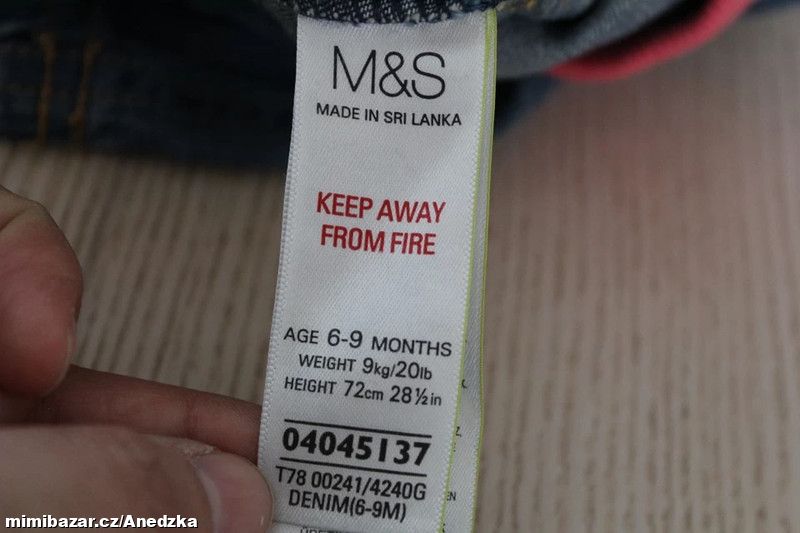 M&S
MADE IN SRI LANKA
KEEP AWAY
FROM FIRE
AGE 6-9 MONTHS
WEIGHT 9kg/20lb
HEIGHT 72cm 28½in
04045137
T78 00241/4240G
DENIM(6-9M)
mimibazar.cz/Anedzka